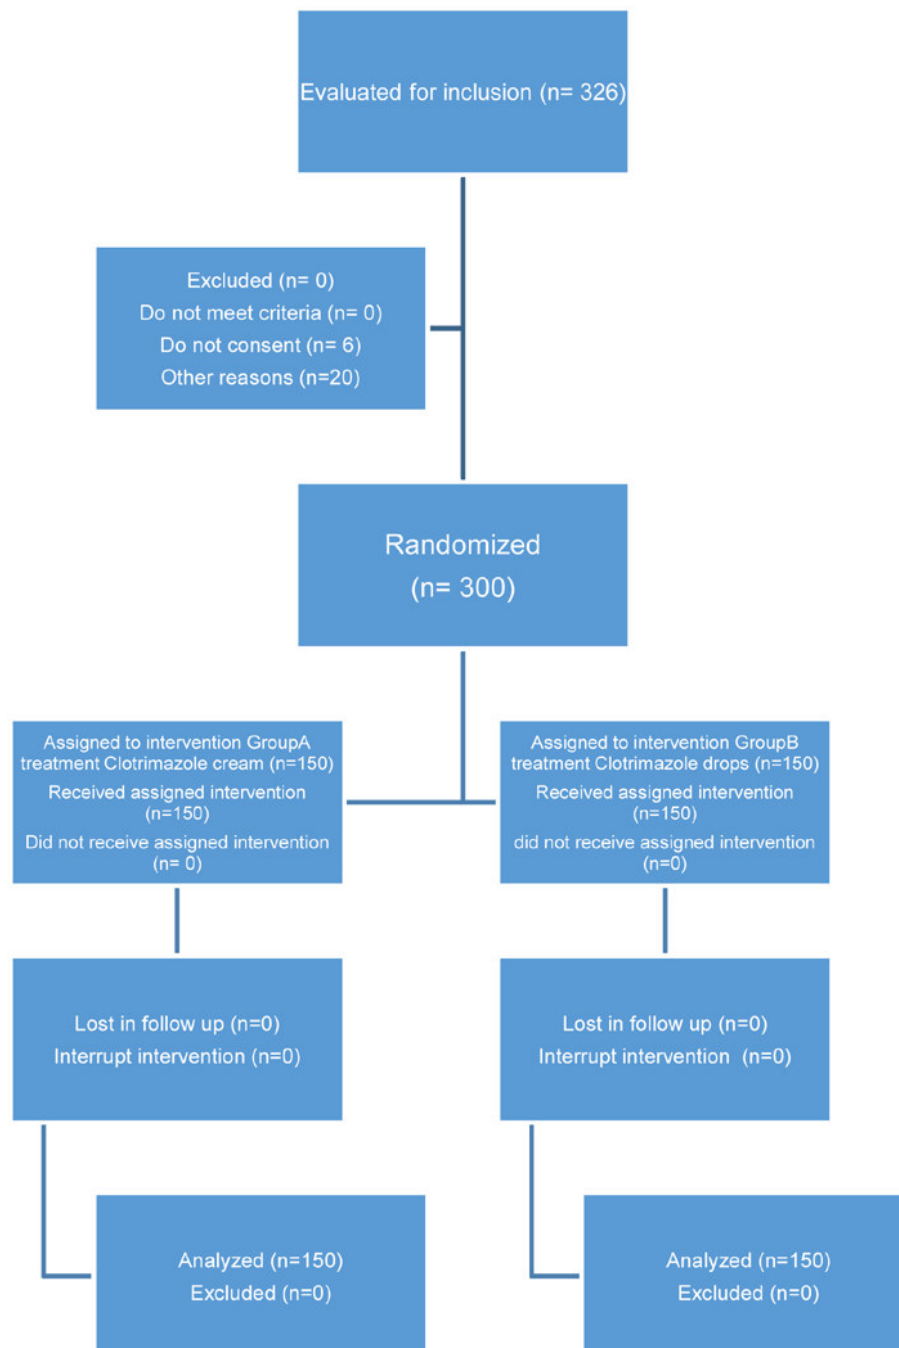 Evaluated for inclusion (n= 326)
Excluded (n= 0)
Do not meet criteria (n= 0)
Do not consent (n= 6)
Other reasons (n=20)
Randomized
(n= 300)
Assigned to intervention GroupA
treatment Clotrimazole cream (n=150)
Received assigned intervention
(n=150)
Did not receive assigned intervention
(n= 0)
Assigned to intervention GroupB
treatment Clotrimazole drops (n=150)
Received assigned intervention
(n=150)
did not receive assigned intervention
(n=0)
Lost in follow up (n=0)
Interrupt intervention (n=0)
Lost in follow up (n=0)
Interrupt intervention  (n=0)
Analyzed (n=150)
Excluded (n=0)
Analyzed (n=150)
Excluded (n=0)